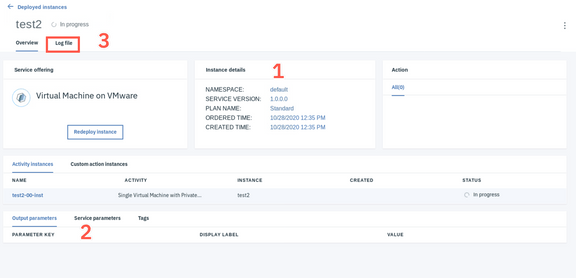 Deployed instances
test2
In progress
Overview
Log file
3
Service offering
Virtual Machine on VMware
Redeploy instance
Instance details
1
NAMESPACE: default
SERVICE VERSION: 1.0.0.0
PLAN NAME: Standard
ORDERED TIME: 10/28/2020 12:35 PM
CREATED TIME: 10/28/2020 12:35 PM
Action
All(0)
Activity instances Custom action instances
NAME ACTIVITY INSTANCE CREATED STATUS
test2-00-inst Single Virtual Machine with Private... test2 In progress
Output parameters Service parameters Tags
2
PARAMETER KEY DISPLAY LABEL VALUE